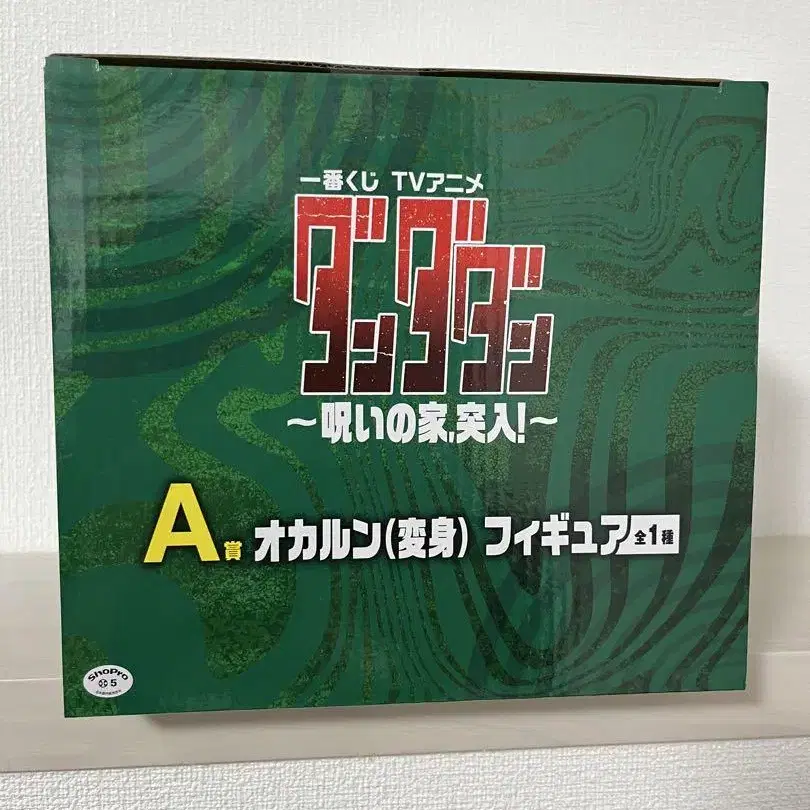 一番くじ TVアニメ
ダンダダン
～呪いの家、突入！～
A賞 オカルン(変身) フィギュア 全1種
ShoPro
5